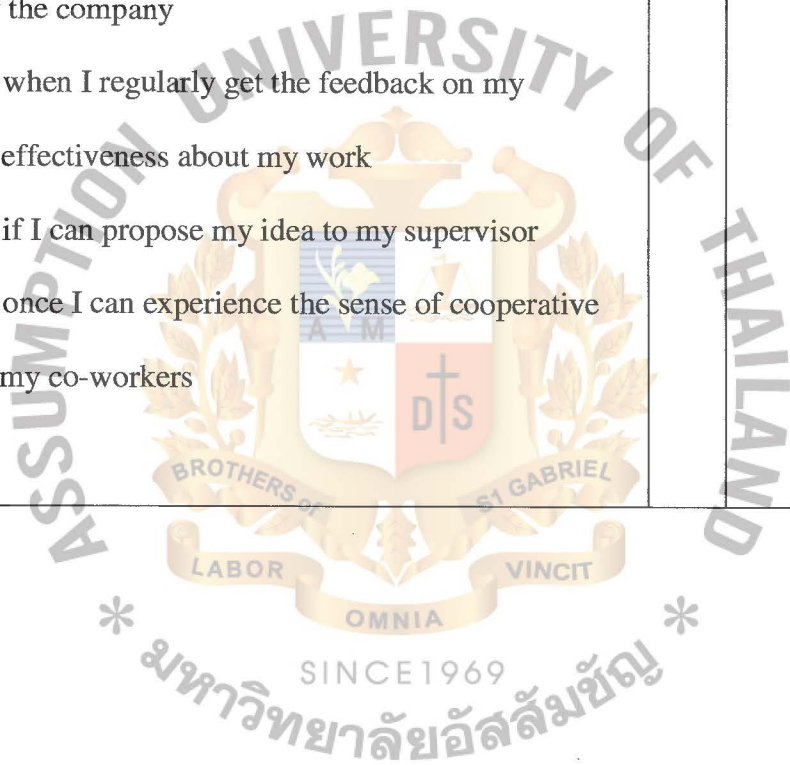 the company
when I regularly get the feedback on my
effectiveness about my work
if I can propose my idea to my supervisor
once I can experience the sense of cooperative
my co-workers
ASSUMPTION UNIVERSITY OF THAILAND
A M
D S
BROTHERS OF ST GABRIEL
LABOR OMNIA VINCIT
SINCE1969
* มหาวิทยาลัยอัสสัมชัญ *